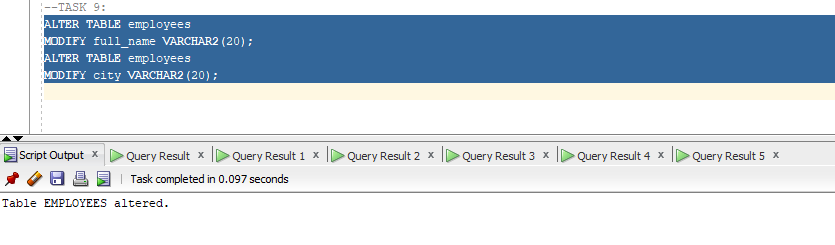 --TASK 9:
ALTER TABLE employees
MODIFY full_name VARCHAR2(20);
ALTER TABLE employees
MODIFY city VARCHAR2(20);
Script Output x Query Result x Query Result 1 x Query Result 2 x Query Result 3 x Query Result 4 x Query Result 5 x
Task completed in 0.097 seconds
Table EMPLOYEES altered.